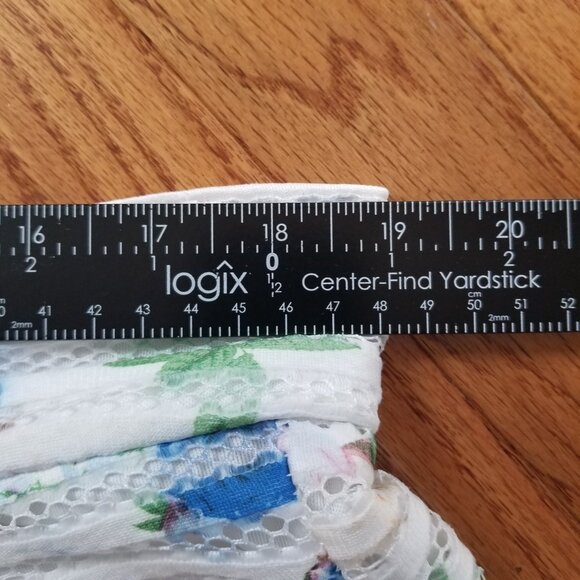 16 17 18 19 20
2 1 0 1 2
logix 1/2 Center-Find Yardstick
cm
41 42 43 44 45 46 47 48 49 50 51 52
2mm 2mm